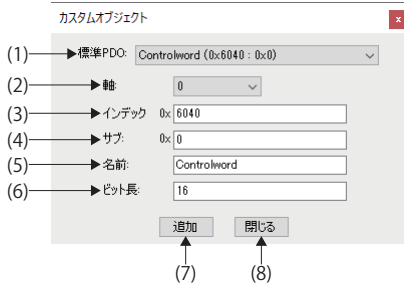 カスタムオブジェクト x
(1) 標準PDO: Controlword (0x6040 : 0x0)
(2) 軸: 0
(3) インデック 0x 6040
(4) サブ: 0x 0
(5) 名前: Controlword
(6) ビット長: 16
追加 閉じる
(7) (8)